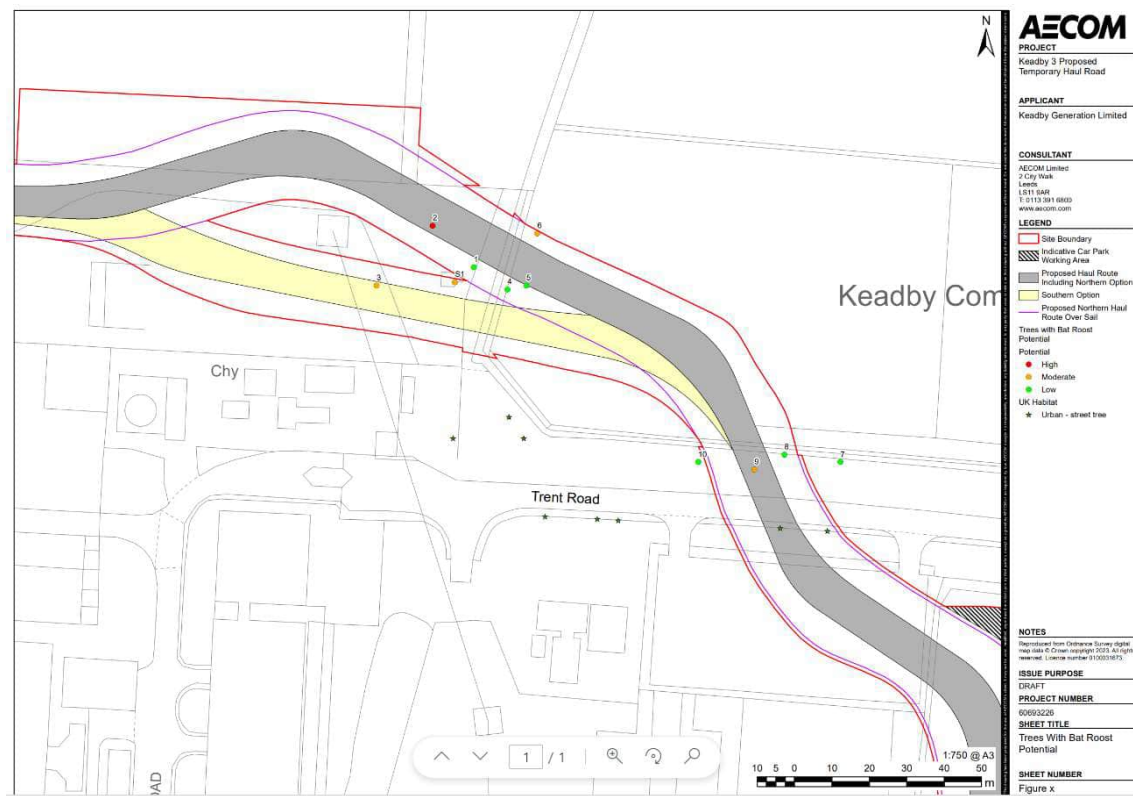 N
6
2
1
S1
3
4
5
Keadby Com
Chy
8
10
7
9
Trent Road
OAD
1 / 1
1:750 @ A3
10 5 0 10 20 30 40 50
m
AECOM
PROJECT
Keadby 3 Proposed
Temporary Haul Road
APPLICANT
Keadby Generation Limited
CONSULTANT
AECOM Limited
2 City Walk
Leeds
LS11 9AR
T: 0113 391 6800
www.aecom.com
LEGEND
Site Boundary
Indicative Car Park
Working Area
Proposed Haul Route
Including Northern Option
Southern Option
Proposed Northern Haul
Route Over Sail
Trees with Bat Roost
Potential
Potential
High
Moderate
Low
UK Habitat
Urban - street tree
NOTES
Reproduced from Ordnance Survey digital
map data © Crown copyright 2023. All rights
reserved. Licence number 0100031673.
ISSUE PURPOSE
DRAFT
PROJECT NUMBER
60693226
SHEET TITLE
Trees With Bat Roost
Potential
SHEET NUMBER
Figure x